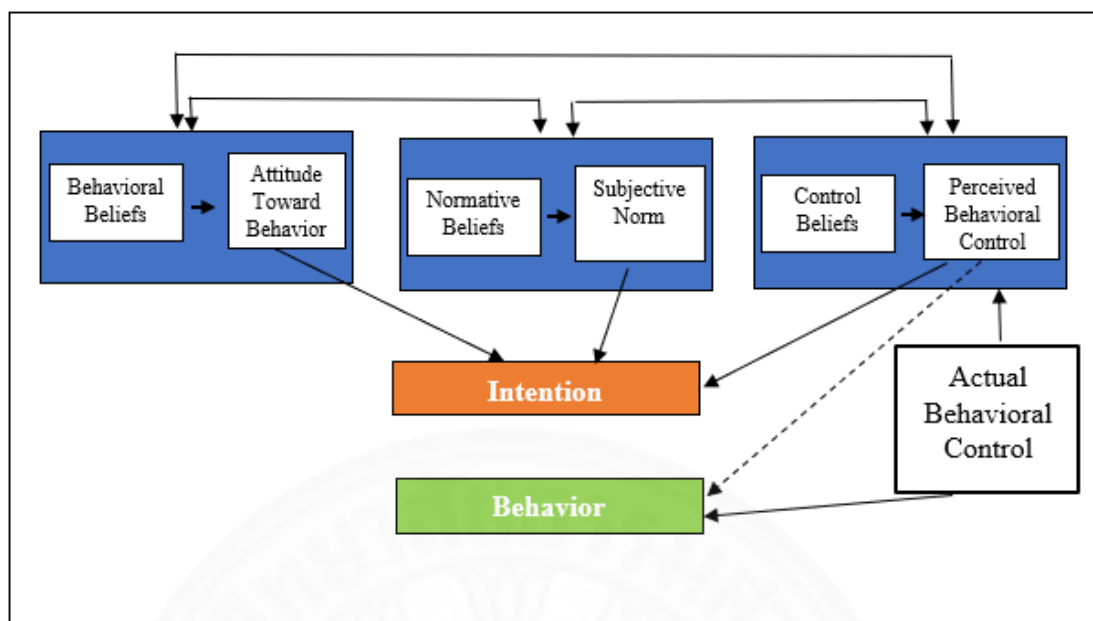 Behavioral
Beliefs
Attitude
Toward
Behavior
Normative
Beliefs
Subjective
Norm
Control
Beliefs
Perceived
Behavioral
Control
Intention
Actual
Behavioral
Control
Behavior